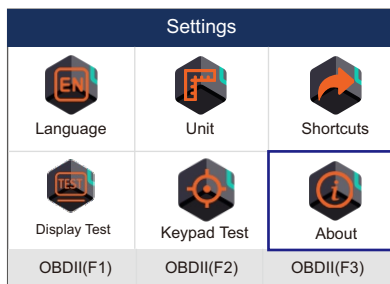 Settings
EN
Language
Unit
Shortcuts
TEST
i
Display Test
Keypad Test
About
OBDII(F1)
OBDII(F2)
OBDII(F3)